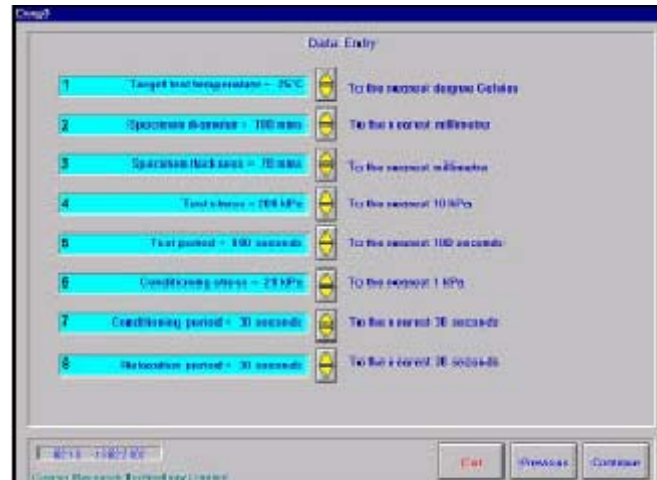 Data Entry
1 Target test temperature = 25°C To the nearest degree Celsius
2 Specimen diameter = 100 mms To the nearest millimetre
3 Specimen thickness = 70 mms To the nearest millimetre
4 Test stress = 200 kPa To the nearest 10 kPa
5 Test period = seconds To the nearest 100 seconds
6 Conditioning stress = 20 kPa To the nearest 1 kPa
7 Conditioning period = 30 seconds To the nearest 30 seconds
8 Relaxation period = 30 seconds To the nearest 30 seconds
Exit Previous Continue